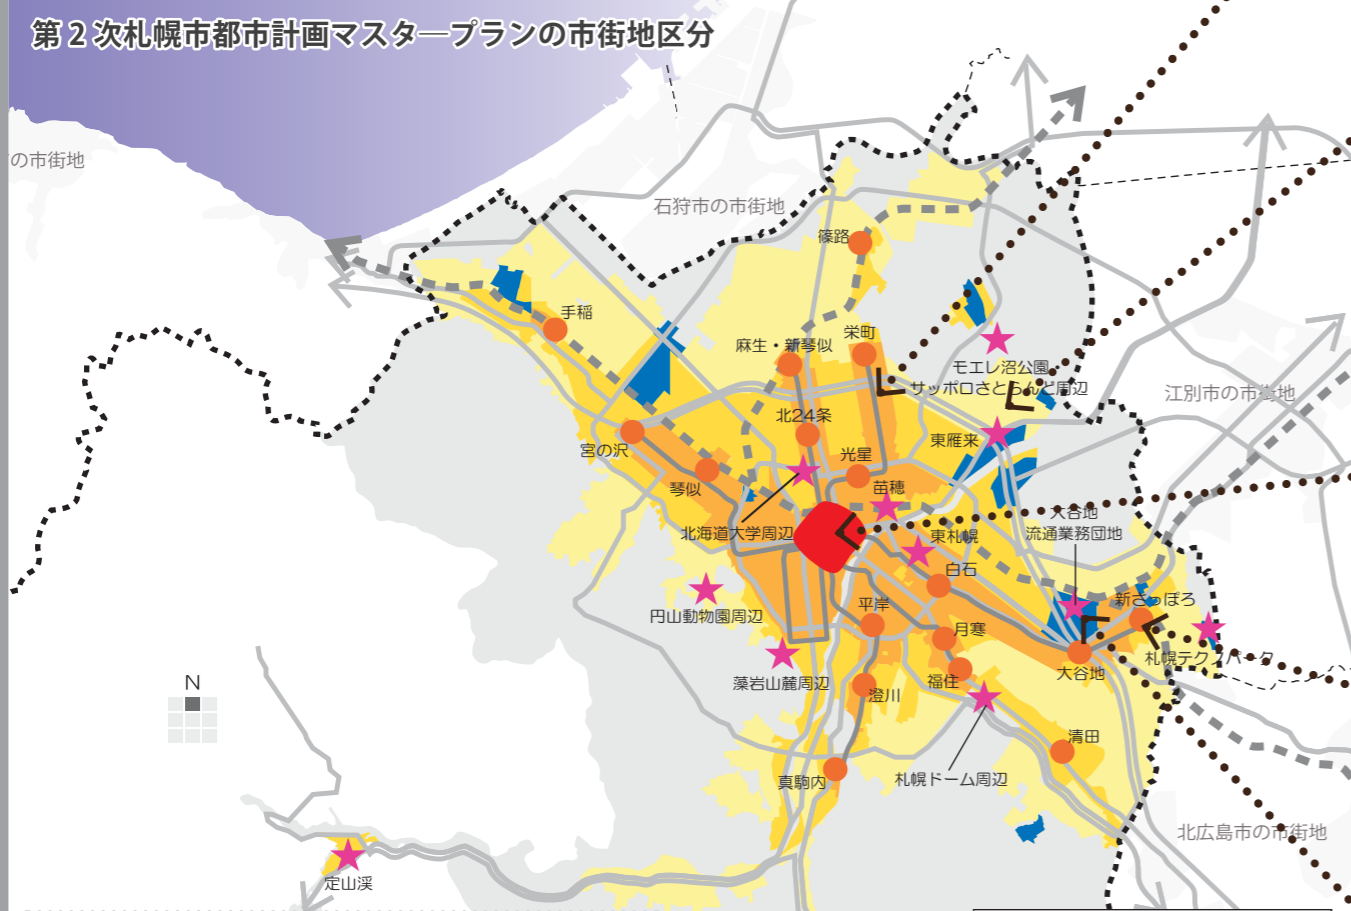 第2次札幌市都市計画マスタ―プランの市街地区分
の市街地
石狩市の市街地
篠路
手稲
栄町
麻生・新琴似
モエレ沼公園
サッポロさとらんど周辺
江別市の市街地
北24条
東雁来
宮の沢
光星
琴似
苗穂
大谷地
流通業務団地
北海道大学周辺
東札幌
白石
新さっぽろ
平岸
円山動物園周辺
月寒
札幌テクノパーク
大谷地
藻岩山麓周辺
福住
澄川
N
清田
真駒内
札幌ドーム周辺
北広島市の市街地
定山渓